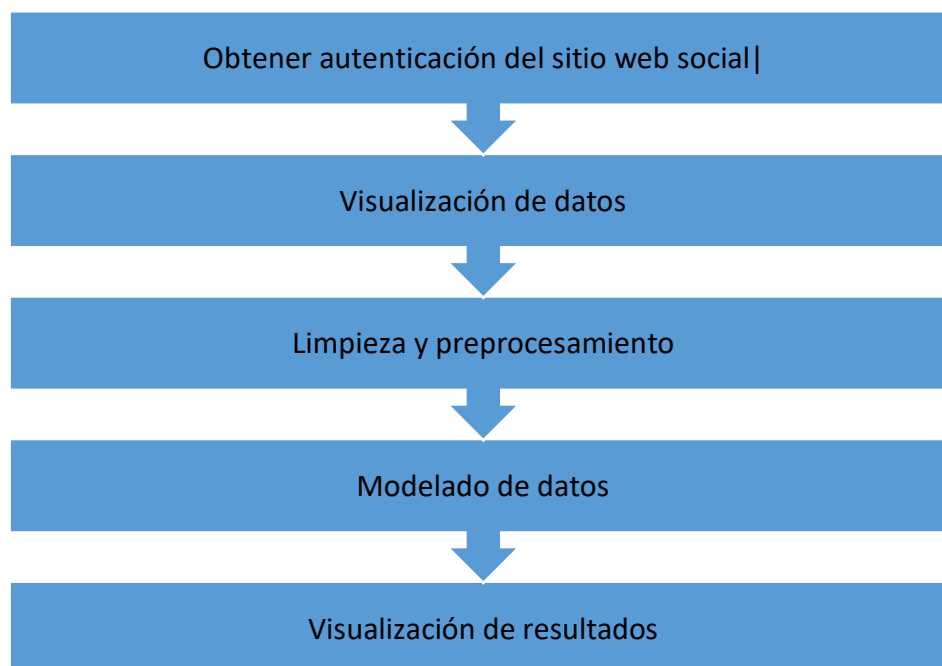 Obtener autenticación del sitio web social|
Visualización de datos
Limpieza y preprocesamiento
Modelado de datos
Visualización de resultados